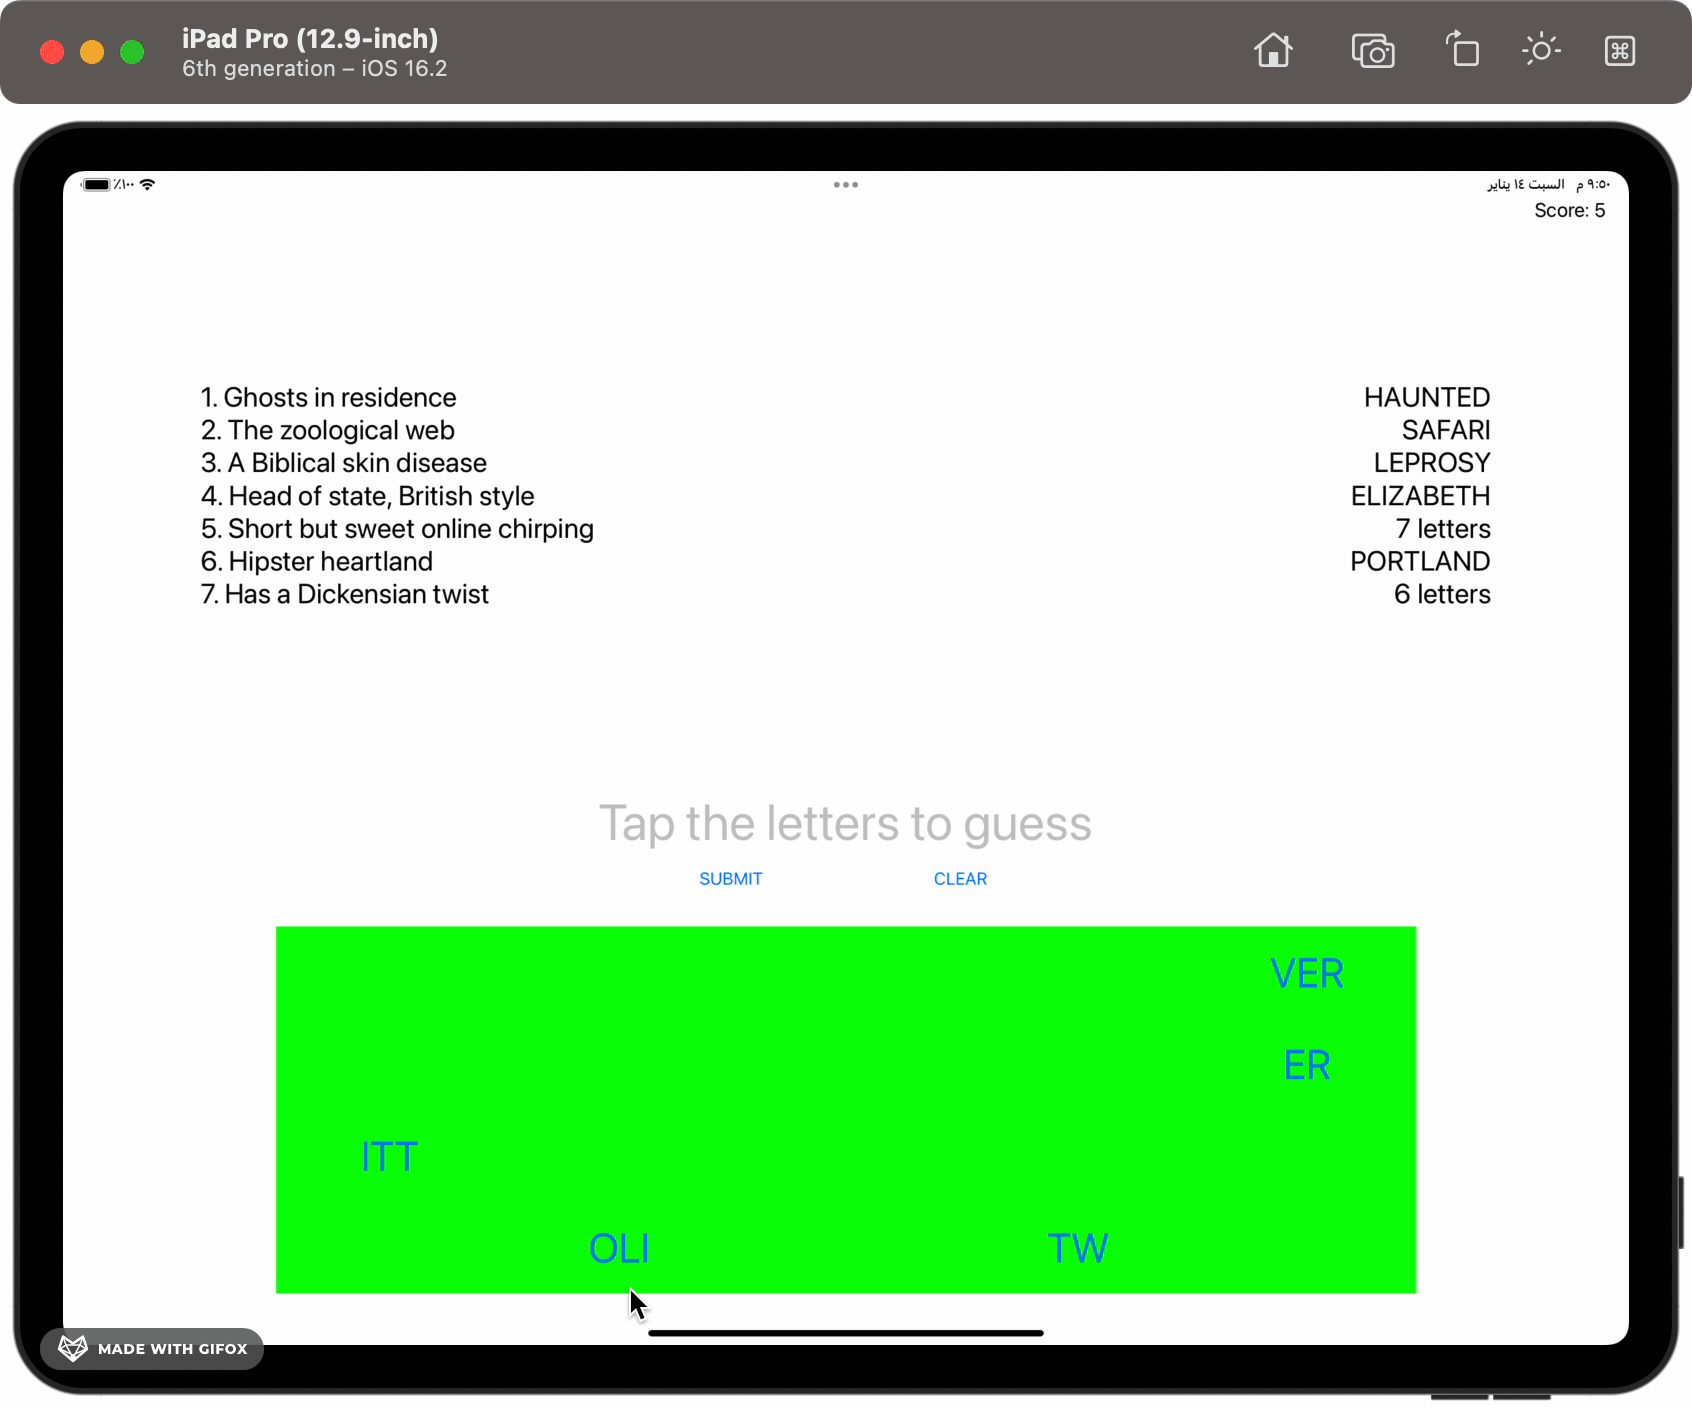 iPad Pro (12.9-inch)
6th generation – iOS 16.2
٪١٠٠
٩:٥٠ م السبت ١٤ يناير
Score: 5
1. Ghosts in residence
HAUNTED
2. The zoological web
SAFARI
3. A Biblical skin disease
LEPROSY
4. Head of state, British style
ELIZABETH
5. Short but sweet online chirping
7 letters
6. Hipster heartland
PORTLAND
7. Has a Dickensian twist
6 letters
Tap the letters to guess
SUBMIT CLEAR
VER
ER
ITT
OLI TW
MADE WITH GIFOX